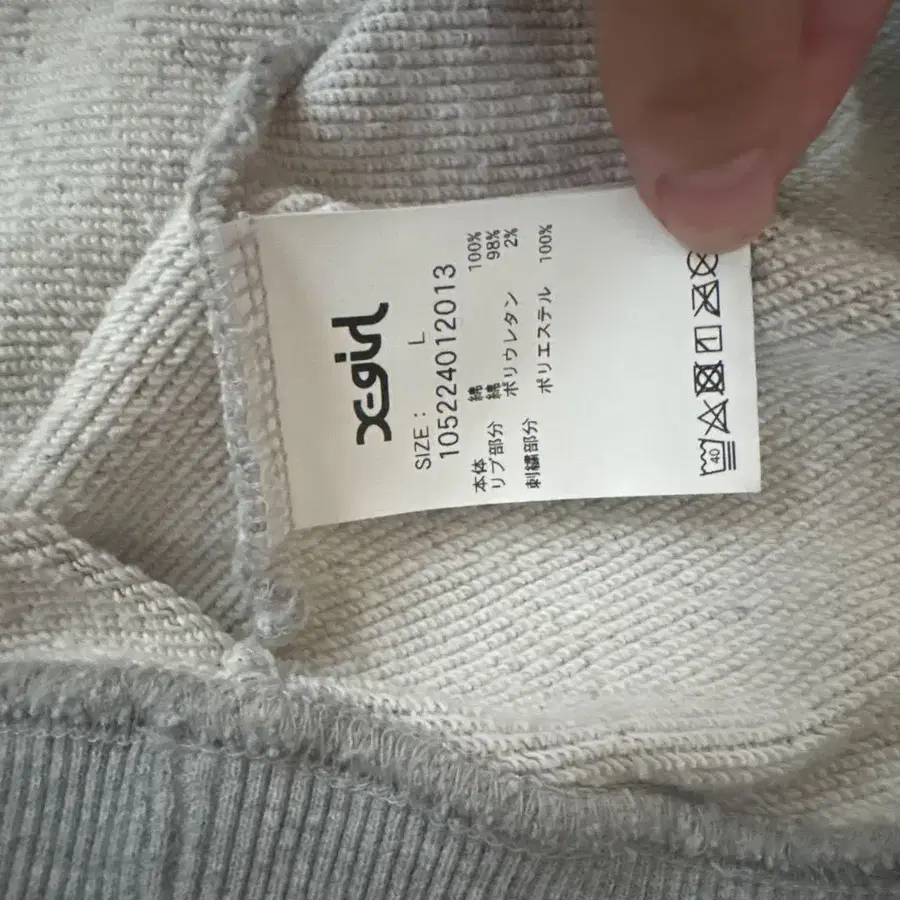 X-girl
SIZE : L
105224012013
本体 綿 100%
リブ部分 綿 98%
ポリウレタン 2%
刺繍部分 ポリエステル 100%
40